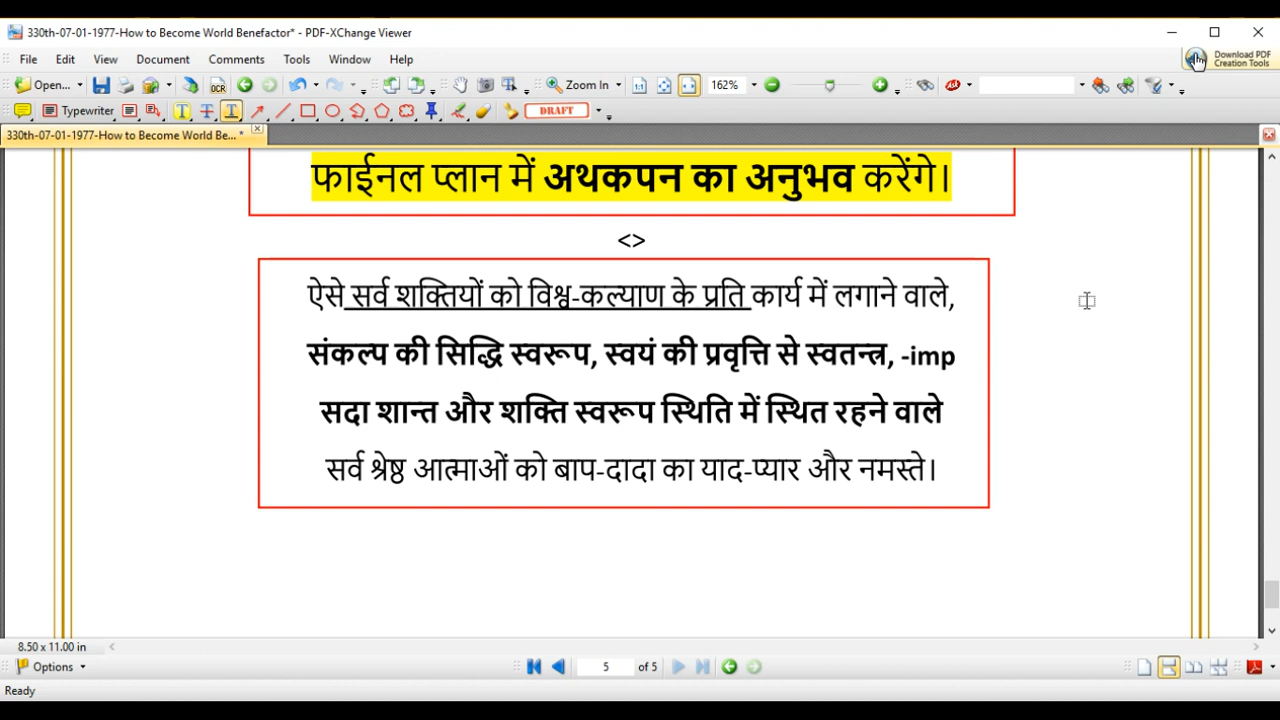 330th-07-01-1977-How to Become World Benefactor* - PDF-XChange Viewer
File Edit View Document Comments Tools Window Help
Download PDF
Creation Tools
Open... OCR Zoom In 1:1 162%
Typewriter T T T DRAFT
330th-07-01-1977-How to Become World Be... *
फाईनल प्लान में अथकपन का अनुभव करेंगे।
<>
ऐसे सर्व शक्तियों को विश्व-कल्याण के प्रति कार्य में लगाने वाले,
संकल्प की सिद्धि स्वरूप, स्वयं की प्रवृत्ति से स्वतन्त्र, -imp
सदा शान्त और शक्ति स्वरूप स्थिति में स्थित रहने वाले
सर्व श्रेष्ठ आत्माओं को बाप-दादा का याद-प्यार और नमस्ते।
8.50 x 11.00 in
Options 5 of 5
Ready